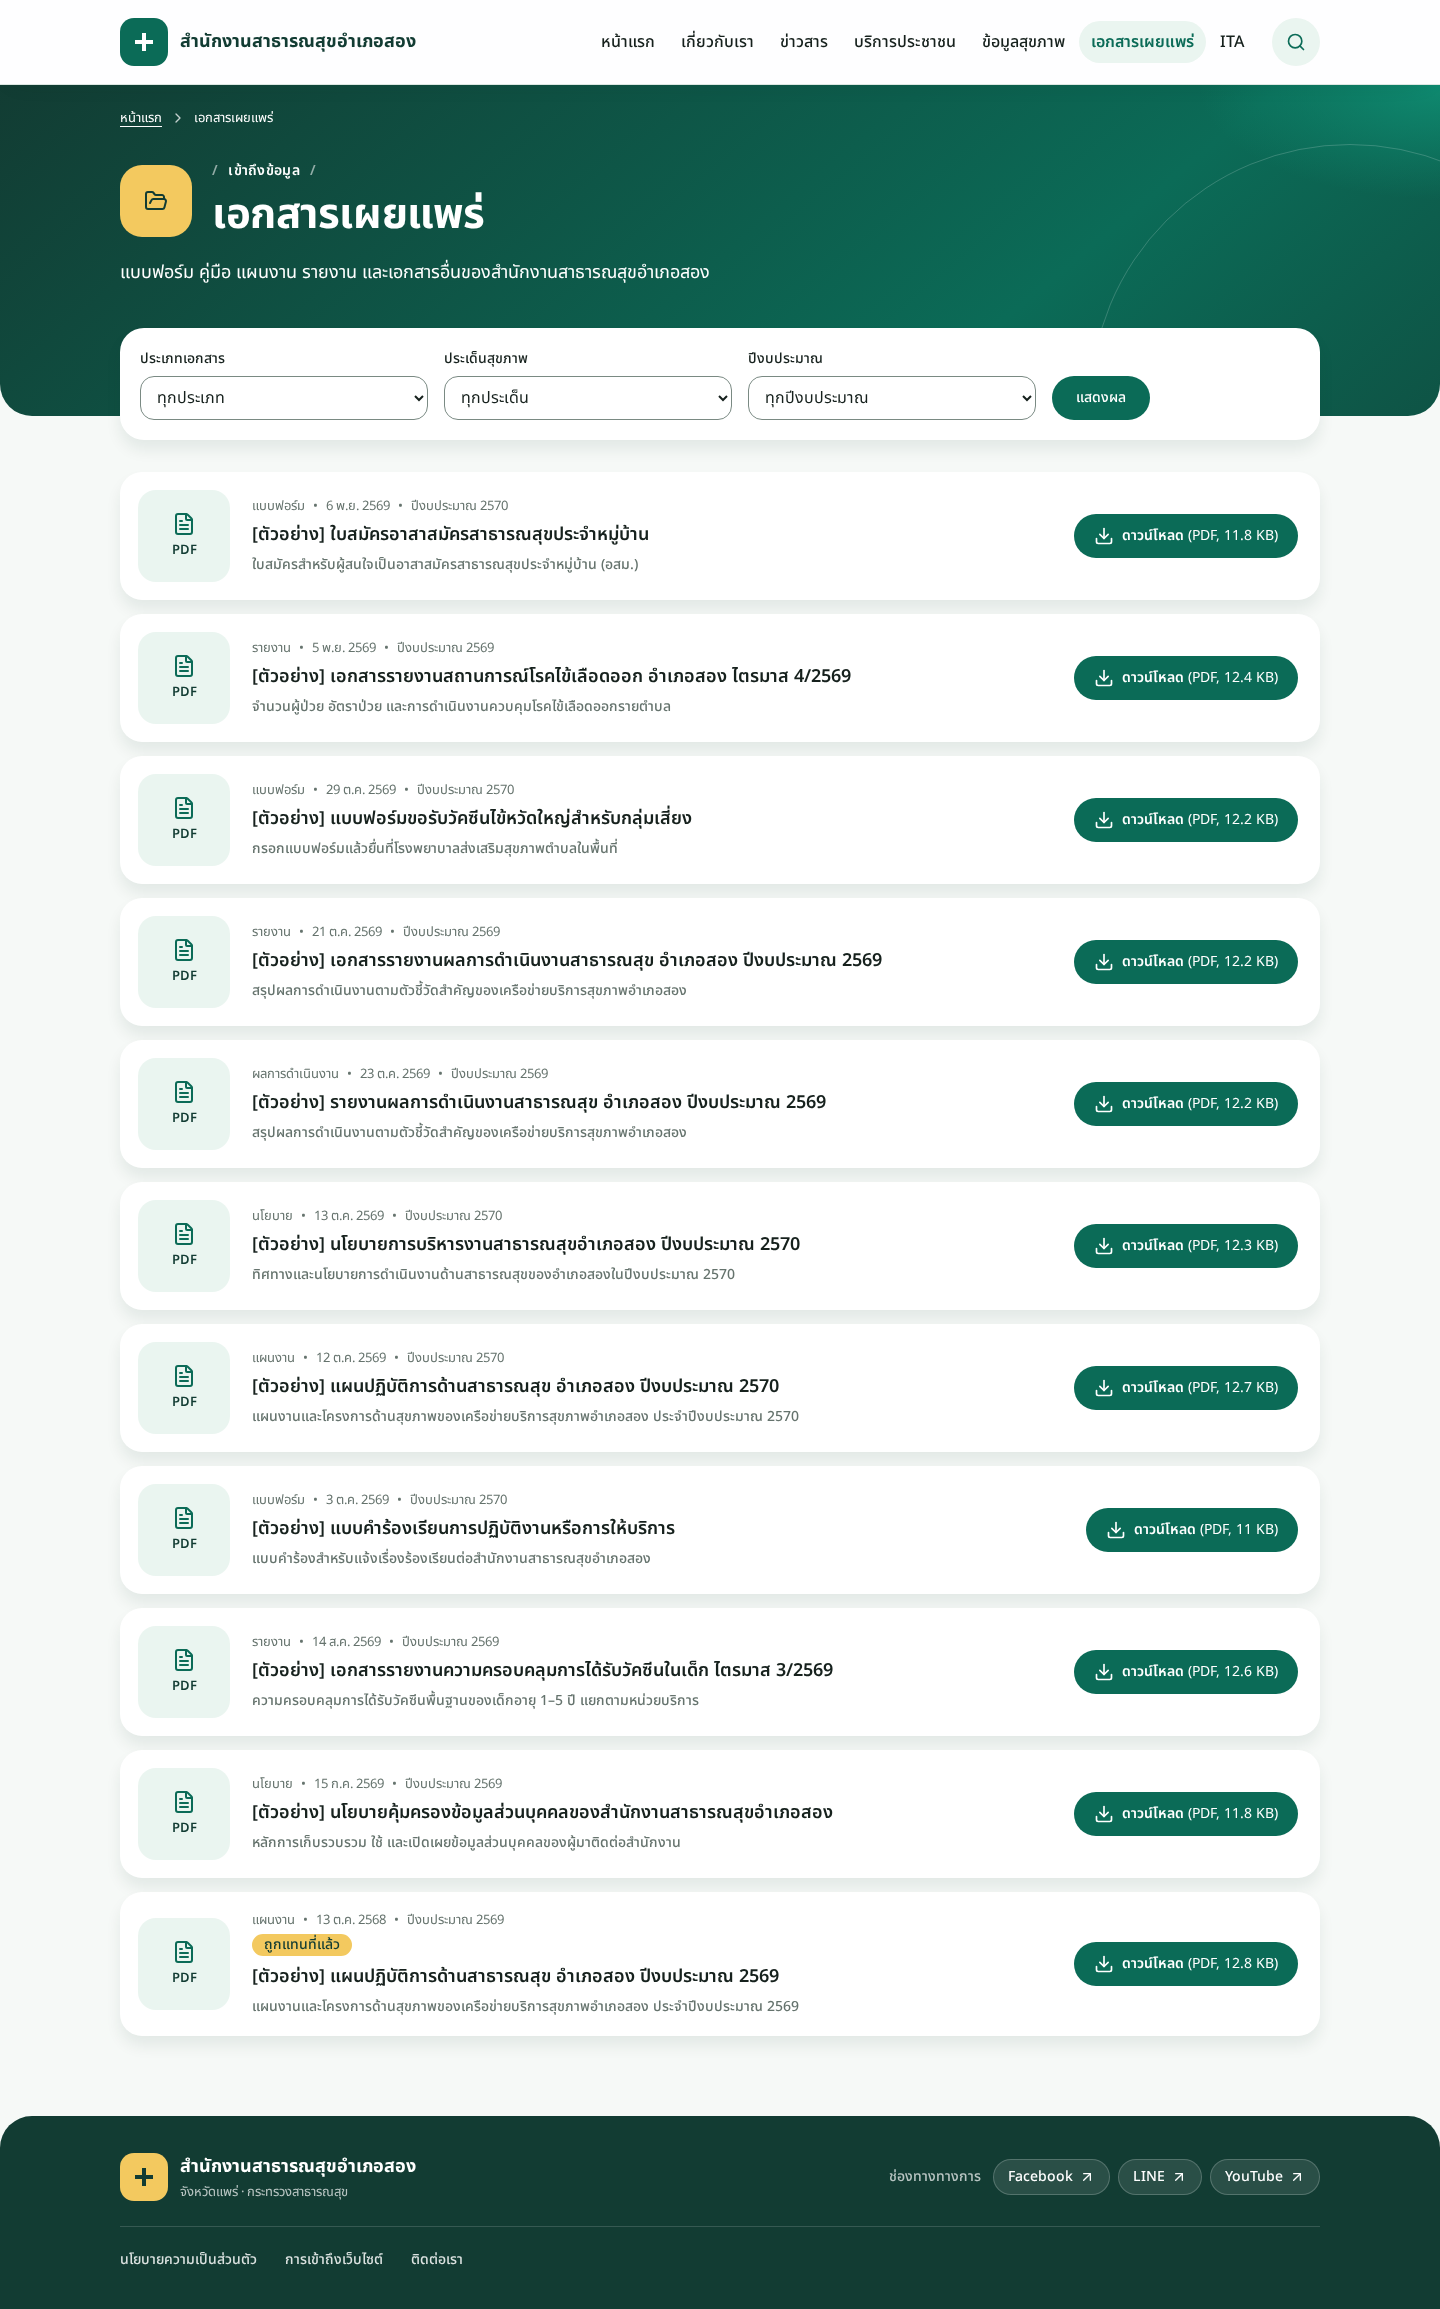 สำนักงานสาธารณสุขอำเภอสอง
หน้าแรก เกี่ยวกับเรา ข่าวสาร บริการประชาชน ข้อมูลสุขภาพ เอกสารเผยแพร่ ITA
หน้าแรก > เอกสารเผยแพร่
/ เข้าถึงข้อมูล /
เอกสารเผยแพร่
แบบฟอร์ม คู่มือ แผนงาน รายงาน และเอกสารอื่นของสำนักงานสาธารณสุขอำเภอสอง
ประเภทเอกสาร ประเด็นสุขภาพ ปีงบประมาณ
ทุกประเภท ทุกประเด็น ทุกปีงบประมาณ แสดงผล
แบบฟอร์ม • 6 พ.ย. 2569 • ปีงบประมาณ 2570
[ตัวอย่าง] ใบสมัครอาสาสมัครสาธารณสุขประจำหมู่บ้าน
ใบสมัครสำหรับผู้สนใจเป็นอาสาสมัครสาธารณสุขประจำหมู่บ้าน (อสม.)
PDF
ดาวน์โหลด (PDF, 11.8 KB)
รายงาน • 5 พ.ย. 2569 • ปีงบประมาณ 2569
[ตัวอย่าง] เอกสารรายงานสถานการณ์โรคไข้เลือดออก อำเภอสอง ไตรมาส 4/2569
จำนวนผู้ป่วย อัตราป่วย และการดำเนินงานควบคุมโรคไข้เลือดออกรายตำบล
PDF
ดาวน์โหลด (PDF, 12.4 KB)
แบบฟอร์ม • 29 ต.ค. 2569 • ปีงบประมาณ 2570
[ตัวอย่าง] แบบฟอร์มขอรับวัคซีนไข้หวัดใหญ่สำหรับกลุ่มเสี่ยง
กรอกแบบฟอร์มแล้วยื่นที่โรงพยาบาลส่งเสริมสุขภาพตำบลในพื้นที่
PDF
ดาวน์โหลด (PDF, 12.2 KB)
รายงาน • 21 ต.ค. 2569 • ปีงบประมาณ 2569
[ตัวอย่าง] เอกสารรายงานผลการดำเนินงานสาธารณสุข อำเภอสอง ปีงบประมาณ 2569
สรุปผลการดำเนินงานตามตัวชี้วัดสำคัญของเครือข่ายบริการสุขภาพอำเภอสอง
PDF
ดาวน์โหลด (PDF, 12.2 KB)
ผลการดำเนินงาน • 23 ต.ค. 2569 • ปีงบประมาณ 2569
[ตัวอย่าง] รายงานผลการดำเนินงานสาธารณสุข อำเภอสอง ปีงบประมาณ 2569
สรุปผลการดำเนินงานตามตัวชี้วัดสำคัญของเครือข่ายบริการสุขภาพอำเภอสอง
PDF
ดาวน์โหลด (PDF, 12.2 KB)
นโยบาย • 13 ต.ค. 2569 • ปีงบประมาณ 2570
[ตัวอย่าง] นโยบายการบริหารงานสาธารณสุขอำเภอสอง ปีงบประมาณ 2570
ทิศทางและนโยบายการดำเนินงานด้านสาธารณสุขของอำเภอสองในปีงบประมาณ 2570
PDF
ดาวน์โหลด (PDF, 12.3 KB)
แผนงาน • 12 ต.ค. 2569 • ปีงบประมาณ 2570
[ตัวอย่าง] แผนปฏิบัติการด้านสาธารณสุข อำเภอสอง ปีงบประมาณ 2570
แผนงานและโครงการด้านสุขภาพของเครือข่ายบริการสุขภาพอำเภอสอง ประจำปีงบประมาณ 2570
PDF
ดาวน์โหลด (PDF, 12.7 KB)
แบบฟอร์ม • 3 ต.ค. 2569 • ปีงบประมาณ 2570
[ตัวอย่าง] แบบคำร้องเรียนการปฏิบัติงานหรือการให้บริการ
แบบคำร้องสำหรับแจ้งเรื่องร้องเรียนต่อสำนักงานสาธารณสุขอำเภอสอง
PDF
ดาวน์โหลด (PDF, 11 KB)
รายงาน • 14 ส.ค. 2569 • ปีงบประมาณ 2569
[ตัวอย่าง] เอกสารรายงานความครอบคลุมการได้รับวัคซีนในเด็ก ไตรมาส 3/2569
ความครอบคลุมการได้รับวัคซีนพื้นฐานของเด็กอายุ 1–5 ปี แยกตามหน่วยบริการ
PDF
ดาวน์โหลด (PDF, 12.6 KB)
นโยบาย • 15 ก.ค. 2569 • ปีงบประมาณ 2569
[ตัวอย่าง] นโยบายคุ้มครองข้อมูลส่วนบุคคลของสำนักงานสาธารณสุขอำเภอสอง
หลักการเก็บรวบรวม ใช้ และเปิดเผยข้อมูลส่วนบุคคลของผู้มาติดต่อสำนักงาน
PDF
ดาวน์โหลด (PDF, 11.8 KB)
แผนงาน • 13 ต.ค. 2568 • ปีงบประมาณ 2569
ถูกแทนที่แล้ว
[ตัวอย่าง] แผนปฏิบัติการด้านสาธารณสุข อำเภอสอง ปีงบประมาณ 2569
แผนงานและโครงการด้านสุขภาพของเครือข่ายบริการสุขภาพอำเภอสอง ประจำปีงบประมาณ 2569
PDF
ดาวน์โหลด (PDF, 12.8 KB)
สำนักงานสาธารณสุขอำเภอสอง
จังหวัดแพร่ · กระทรวงสาธารณสุข
ช่องทางทางการ Facebook LINE YouTube
นโยบายความเป็นส่วนตัว การเข้าถึงเว็บไซต์ ติดต่อเรา